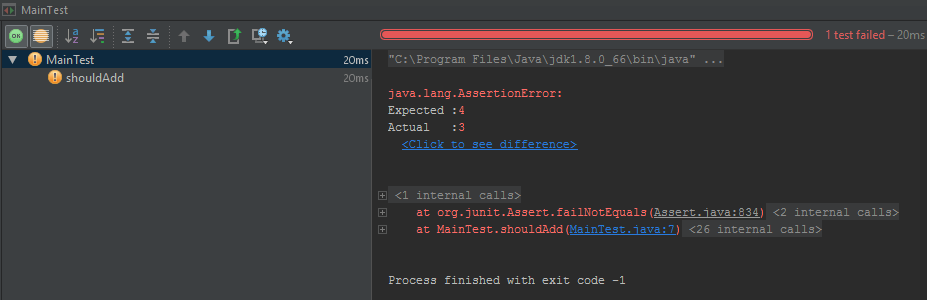 MainTest
OK
1 test failed – 20ms
MainTest 20ms
shouldAdd 20ms
"C:\Program Files\Java\jdk1.8.0_66\bin\java" ...
java.lang.AssertionError:
Expected :4
Actual   :3
<Click to see difference>
<1 internal calls>
at org.junit.Assert.failNotEquals(Assert.java:834) <2 internal calls>
at MainTest.shouldAdd(MainTest.java:7) <26 internal calls>
Process finished with exit code -1